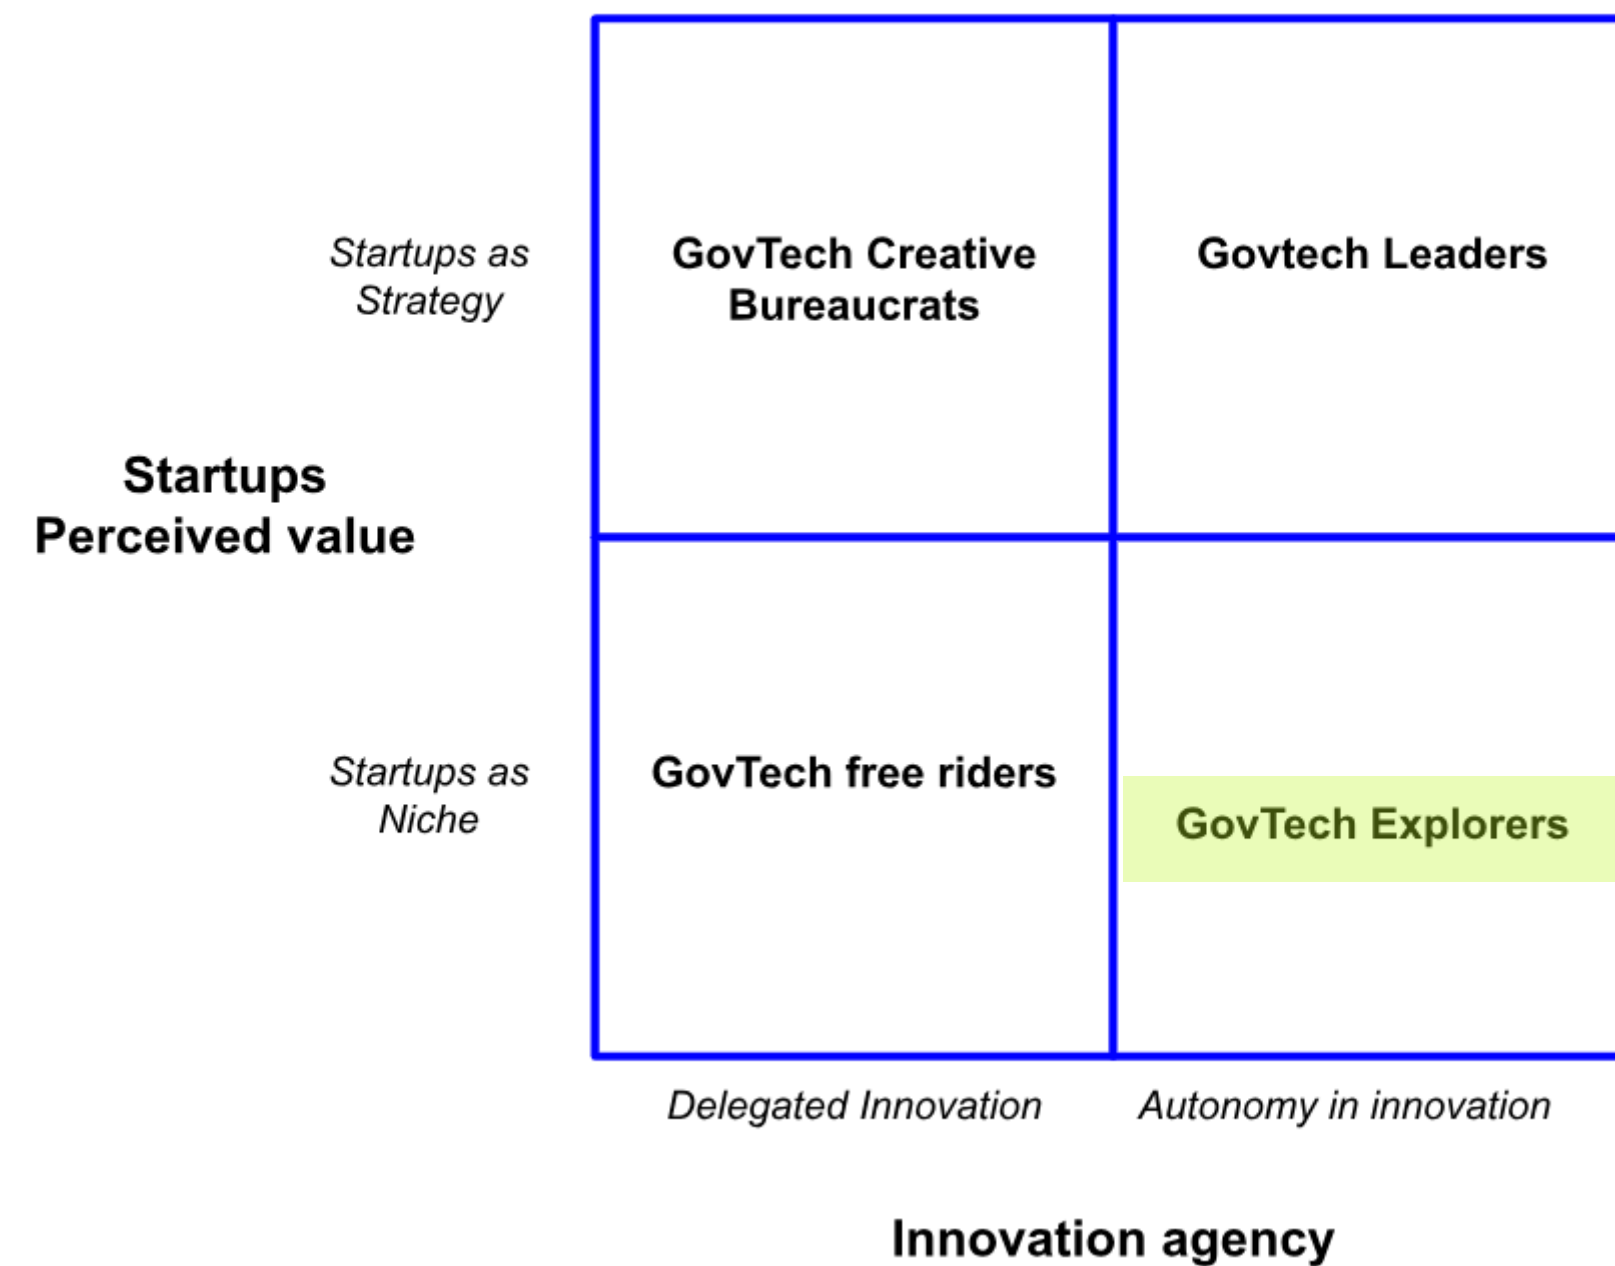 Startups as
Strategy
GovTech Creative
Bureaucrats
Govtech Leaders
Startups
Perceived value
Startups as
Niche
GovTech free riders
GovTech Explorers
Delegated Innovation
Autonomy in innovation
Innovation agency